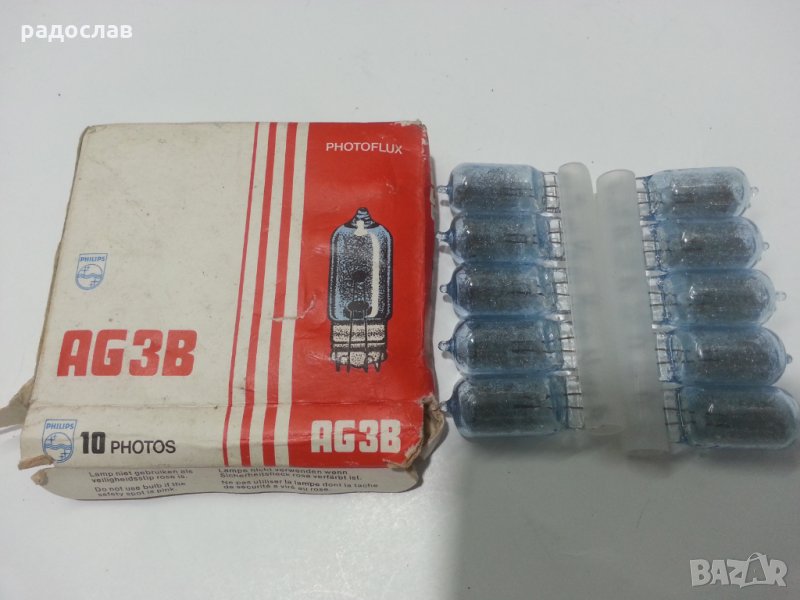 радослав
PHOTOFLUX
PHILIPS
AG3B
PHILIPS
10 PHOTOS
AG3B
Lamp niet gebruiken als
veiligheidsstip rose is.
Do not use bulb if the
safety spot is pink.
Lampe nicht verwenden wenn
Sicherheitsfleck rosa verfärbt ist.
Ne pas utiliser la lampe dont la tache
de sécurité a viré au rose.
BAZAR